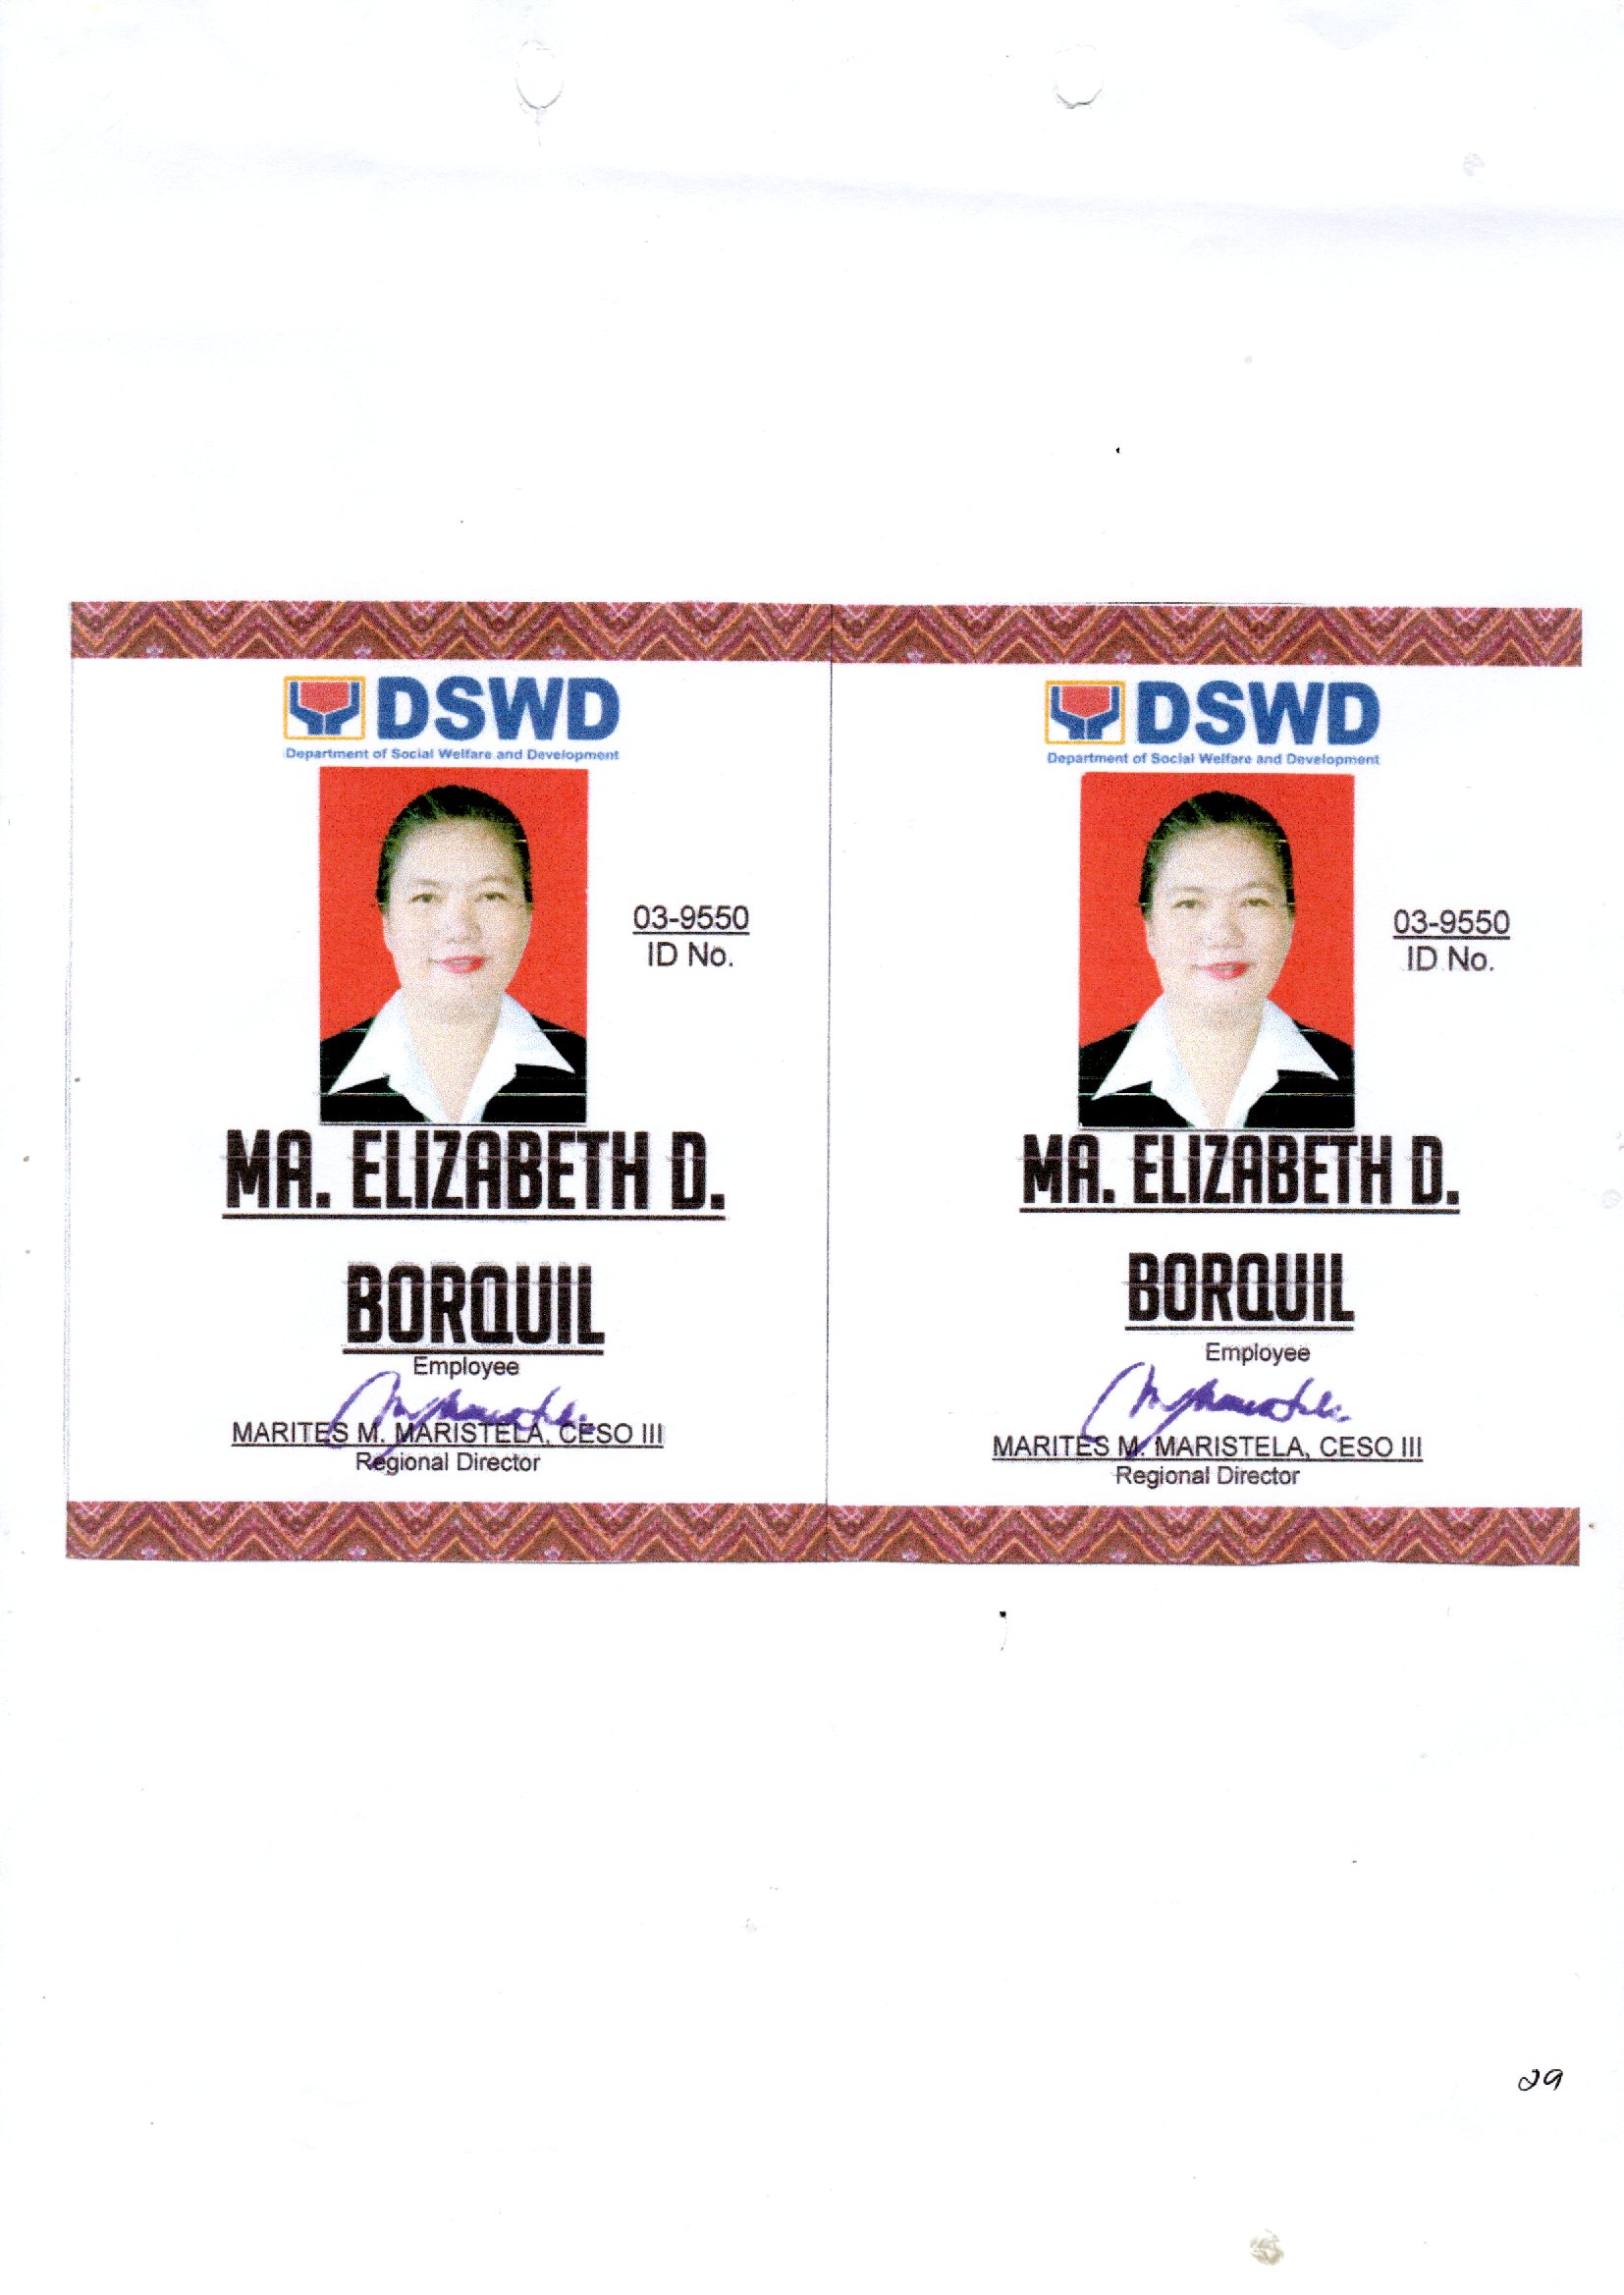 DSWD
Department of Social Welfare and Development
03-9550
ID No.
MA. ELIZABETH D.
BORQUIL
Employee
MARITES M. MARISTELA, CESO III
Regional Director
DSWD
Department of Social Welfare and Development
03-9550
ID No.
MA. ELIZABETH D.
BORQUIL
Employee
MARITES M. MARISTELA, CESO III
Regional Director
29